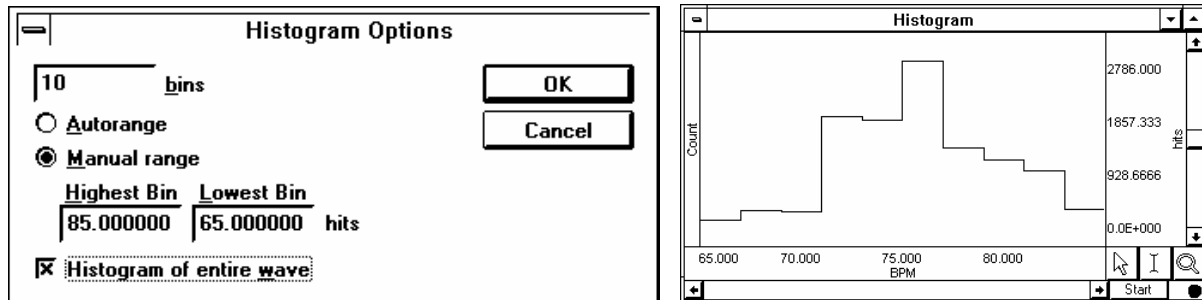 Histogram Options
10 bins
OK
Autorange
Cancel
Manual range
Highest Bin Lowest Bin
85.000000 65.000000 hits
Histogram of entire wave
Histogram
Count
2786.000
1857.333
928.6666
0.0E+000
hits
65.000 70.000 75.000 80.000
BPM
Start